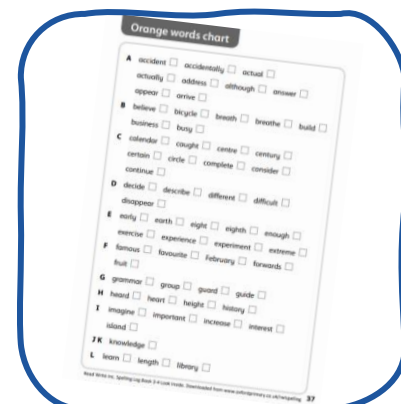 Orange words chart
A accident ☐ accidentally ☐ actual ☐
actually ☐ address ☐ although ☐ answer ☐
appear ☐ arrive ☐
B believe ☐ bicycle ☐ breath ☐ breathe ☐ build ☐
business ☐ busy ☐
C calendar ☐ caught ☐ centre ☐ century ☐
certain ☐ circle ☐ complete ☐ consider ☐
continue ☐
D decide ☐ describe ☐ different ☐ difficult ☐
disappear ☐
E early ☐ earth ☐ eight ☐ eighth ☐ enough ☐
exercise ☐ experience ☐ experiment ☐ extreme ☐
F famous ☐ favourite ☐ February ☐ forwards ☐
fruit ☐
G grammar ☐ group ☐ guard ☐ guide ☐
H heard ☐ heart ☐ height ☐ history ☐
I imagine ☐ important ☐ increase ☐ interest ☐
island ☐
J K knowledge ☐
L learn ☐ length ☐ library ☐
Read Write Inc. Spelling Log Book 3-4 Look Inside. Downloaded from www.oxfordprimary.co.uk/rwispelling 37